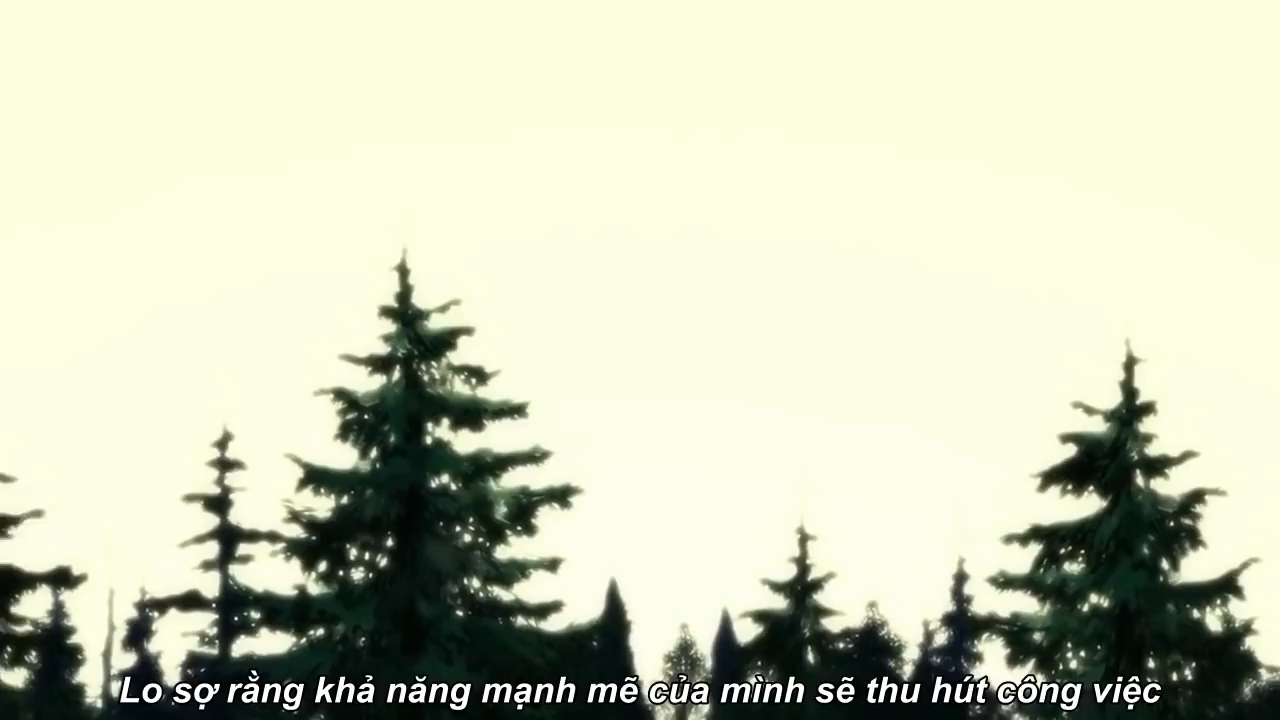 Lo sợ rằng khả năng mạnh mẽ của mình sẽ thu hút công việc